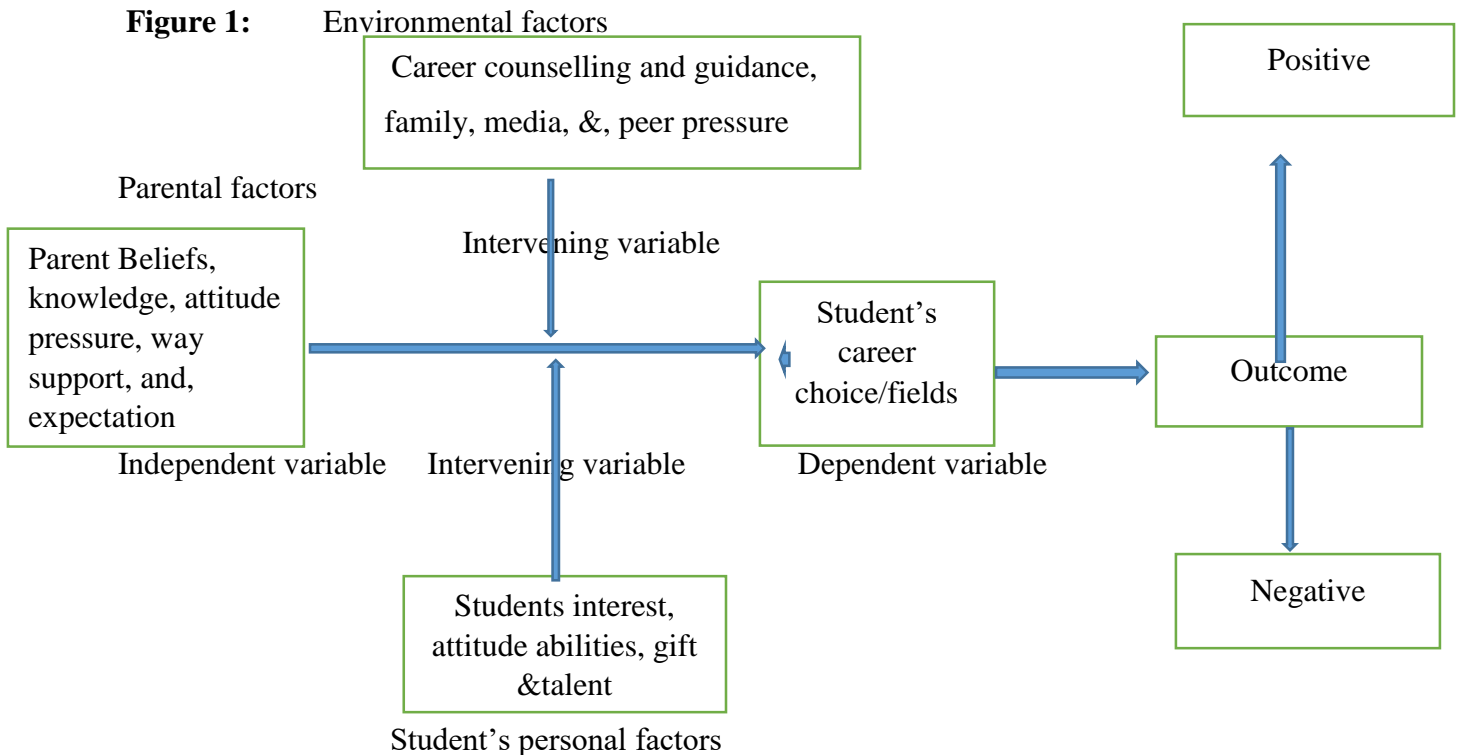 Figure 1: Environmental factors
Career counselling and guidance,
family, media, &, peer pressure
Positive
Parental factors
Intervening variable
Parent Beliefs,
knowledge, attitude
pressure, way
support, and,
expectation
Student’s
career
choice/fields
Outcome
Independent variable
Intervening variable
Dependent variable
Students interest,
attitude abilities, gift
&talent
Negative
Student’s personal factors